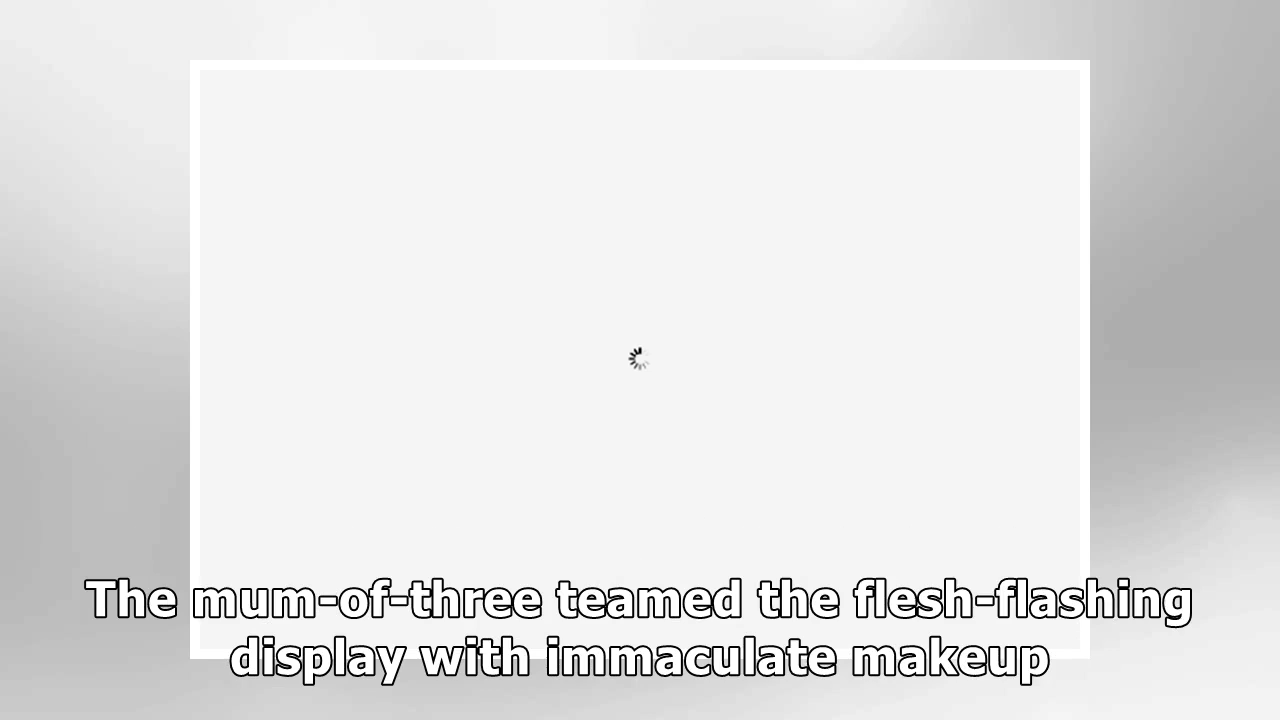 The mum-of-three teamed the flesh-flashing
display with immaculate makeup